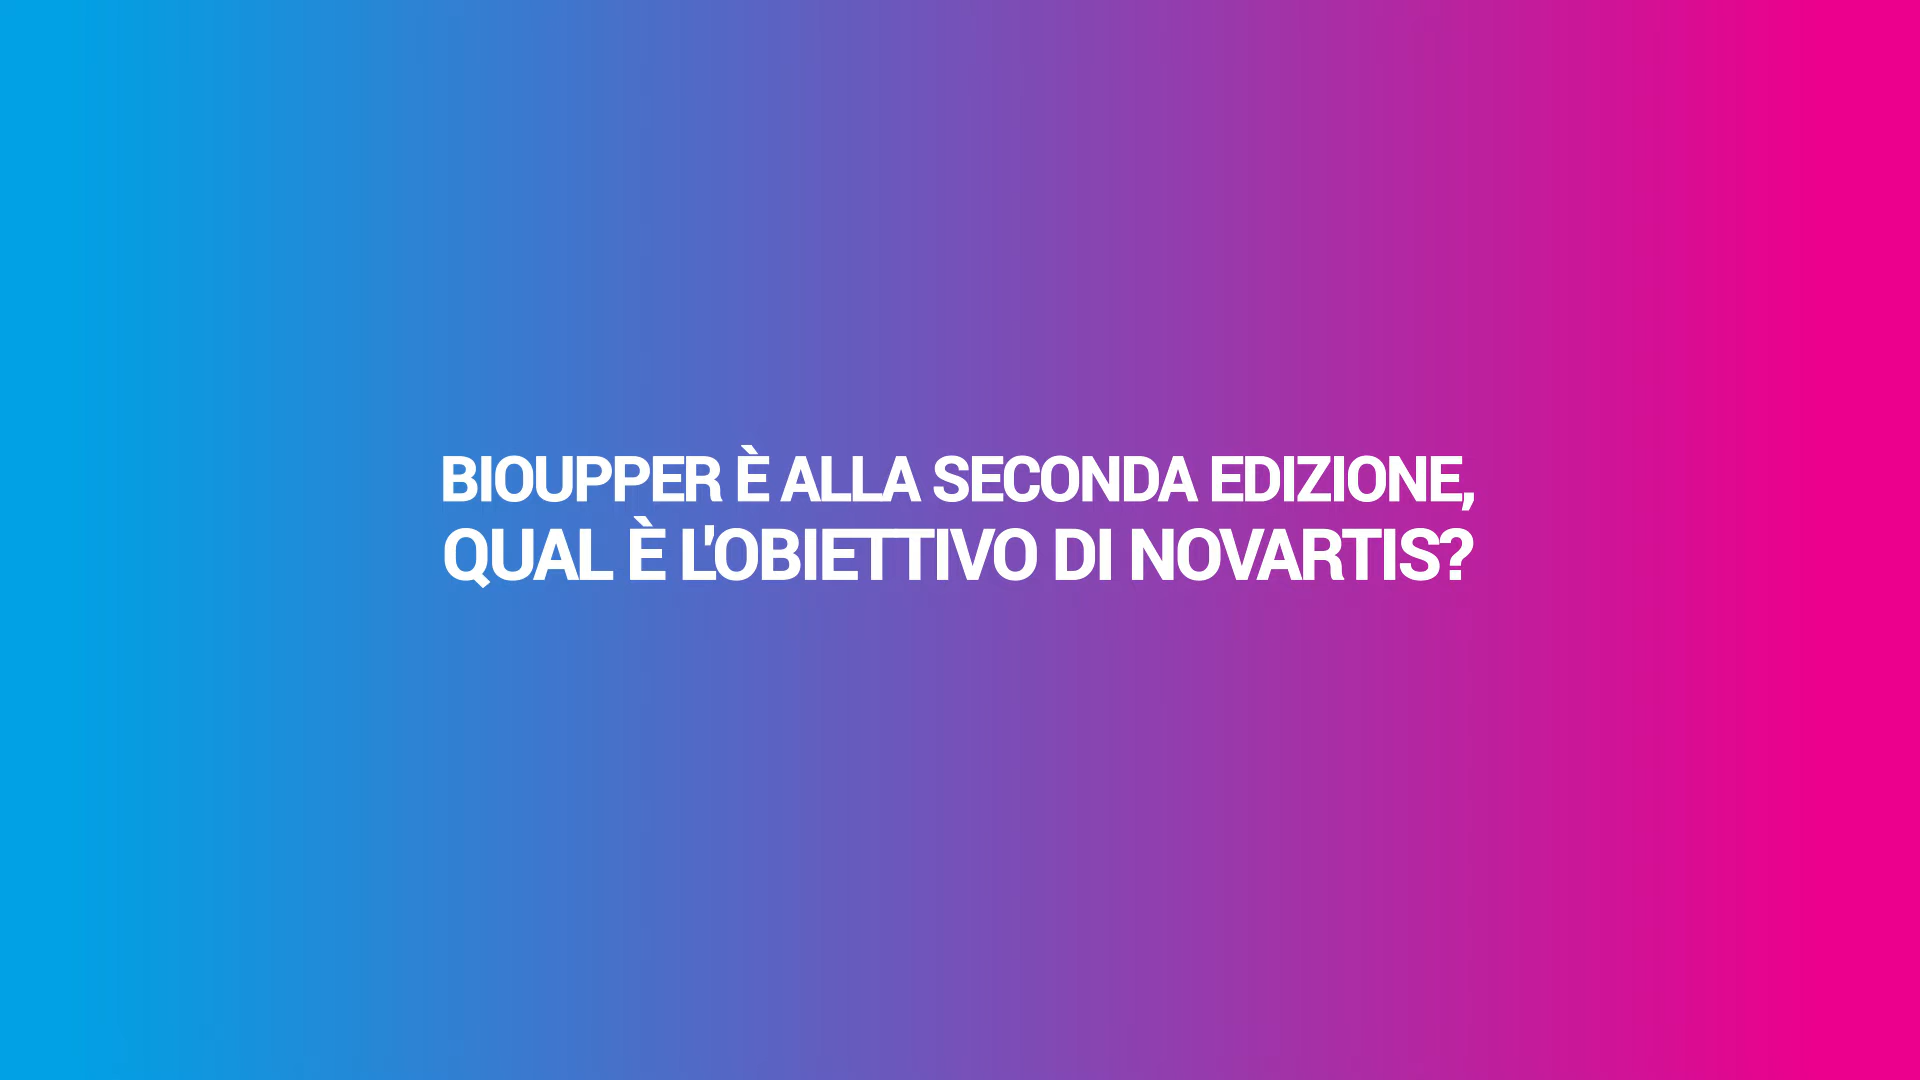 BIOUPPER È ALLA SECONDA EDIZIONE,
QUAL È L'OBIETTIVO DI NOVARTIS?